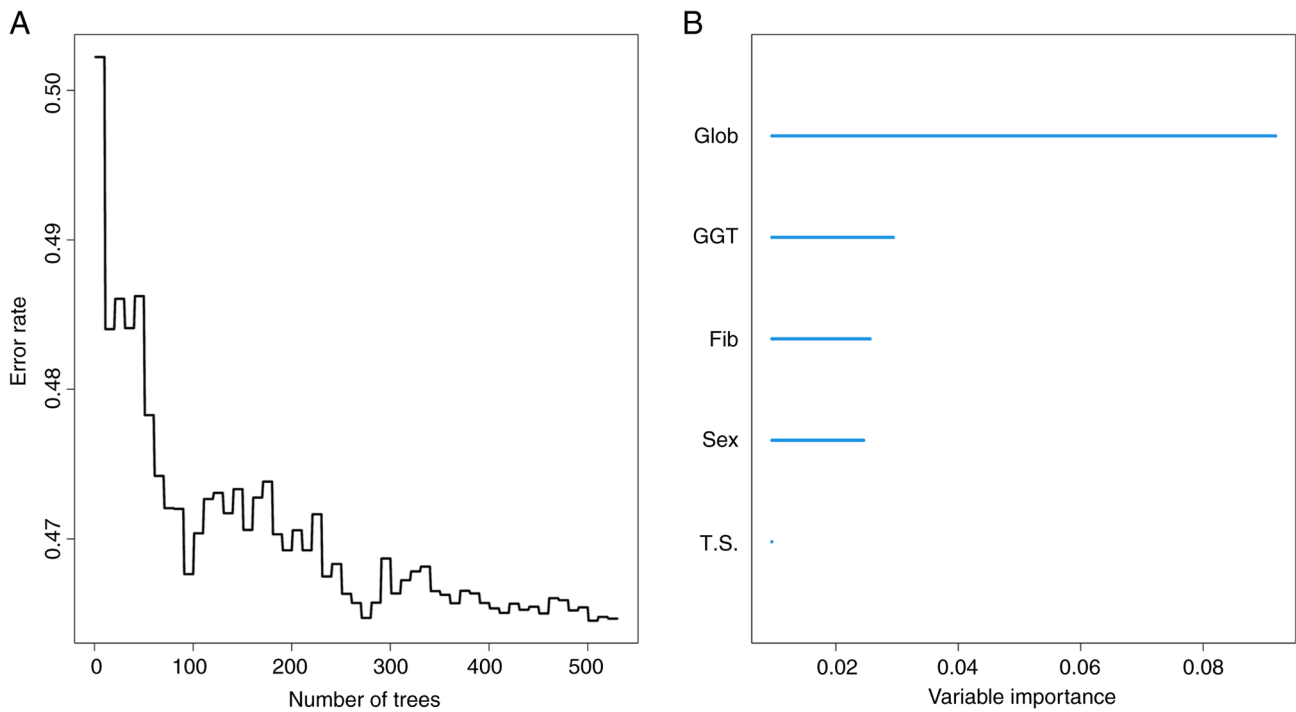 A
0.50
0.49
0.48
0.47
Error rate
0 100 200 300 400 500
Number of trees
B
Glob
GGT
Fib
Sex
T.S.
0.02 0.04 0.06 0.08
Variable importance